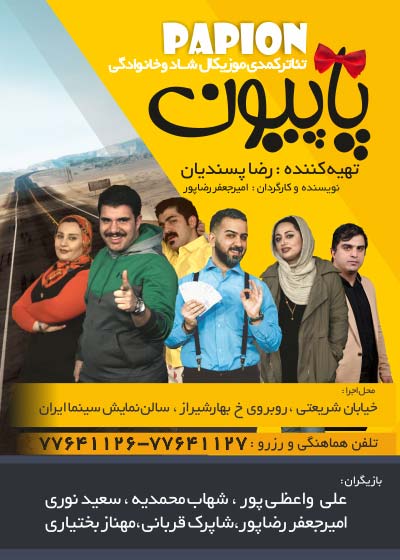 PAPION
تئاتر کمدی موزیکال شاد و خانوادگی
پاپیون
تهیه کننده : رضا پسندیان
نویسنده و کارگردان : امیرجعفر رضاپور
محل اجرا :
خیابان شریعتی ، روبروی خ بهارشیراز ، سالن نمایش سینما ایران
تلفن هماهنگی و رزرو : ۷۷۶۴۱۱۲۷-۷۷۶۴۱۱۲۶
بازیگران :
علی واعظی پور ، شهاب محمدیه ، سعید نوری
امیرجعفر رضاپور،شاپرک قربانی،مهناز بختیاری